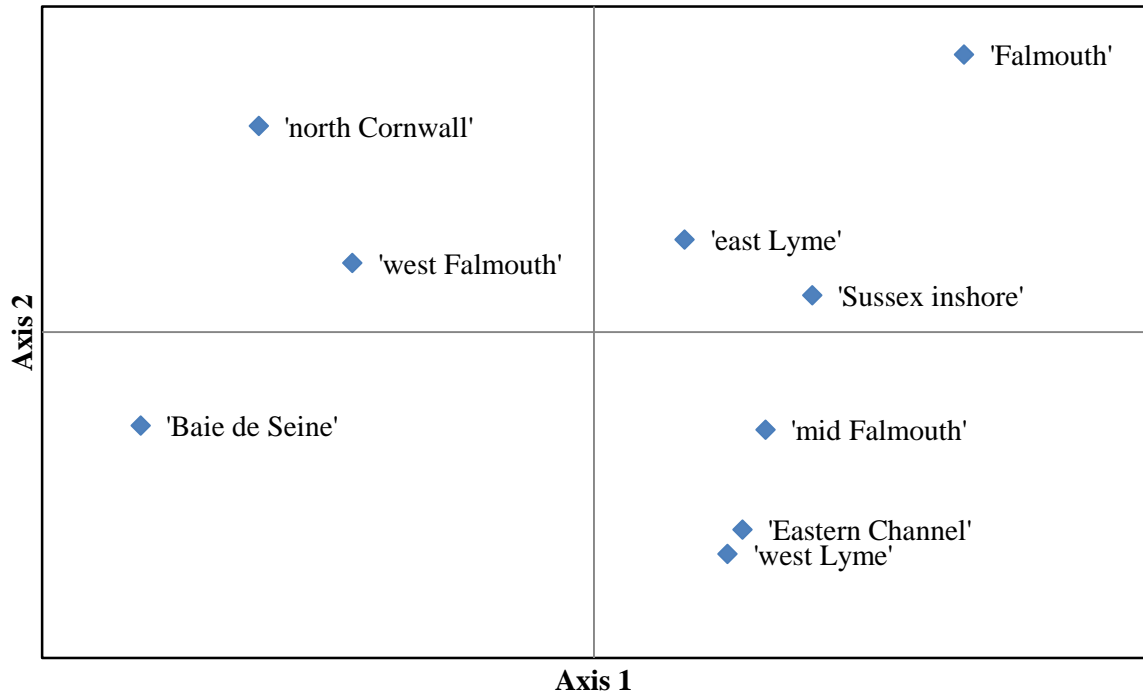 'Falmouth'
'north Cornwall'
'east Lyme'
'west Falmouth'
'Sussex inshore'
Axis 2
'Baie de Seine'
'mid Falmouth'
'Eastern Channel'
'west Lyme'
Axis 1